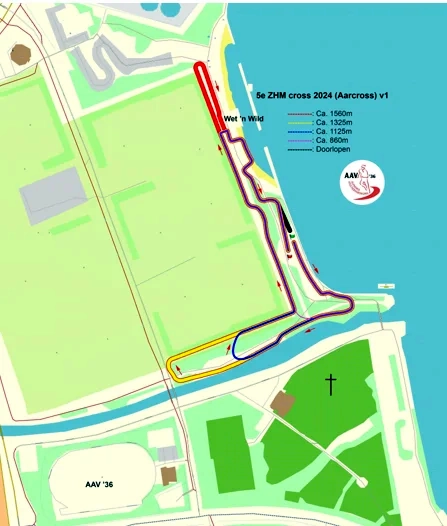 5e ZHM cross 2024 (Aarcross) v1
Wet 'n Wild
: Ca. 1560m
: Ca. 1325m
: Ca. 1125m
: Ca. 860m
: Doorlopen
AAV '36
AAV '36